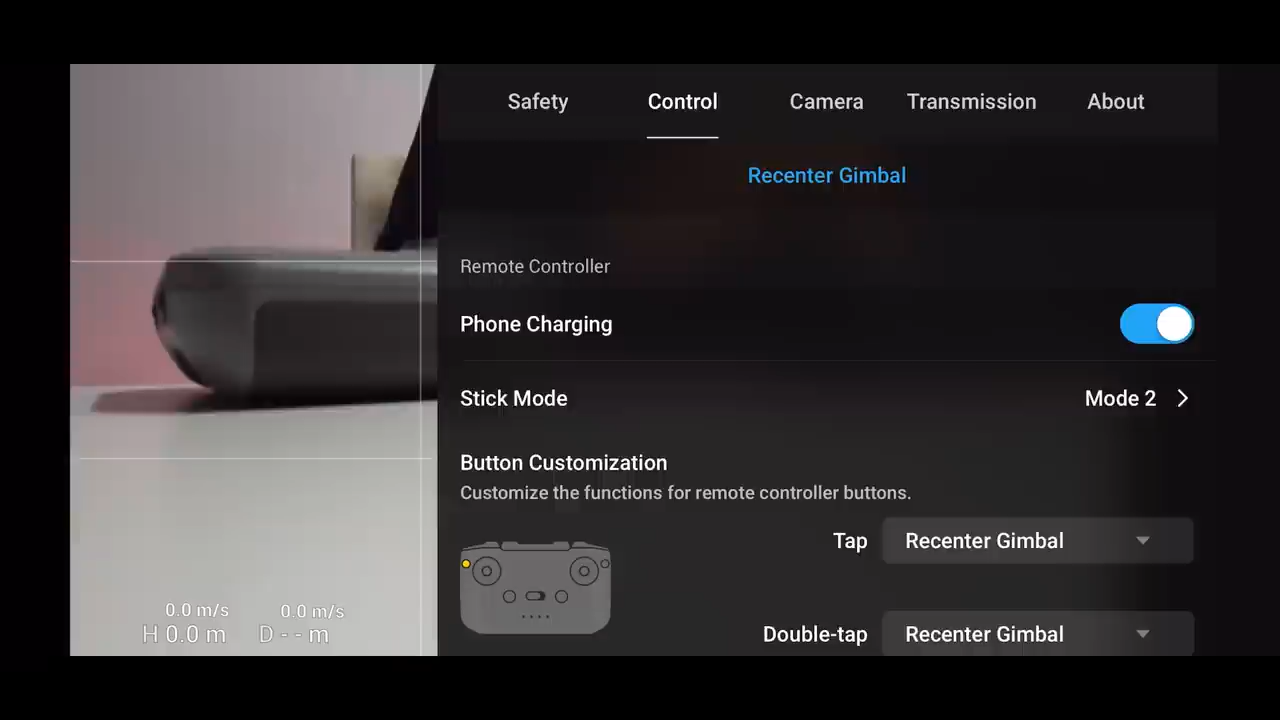 Safety Control Camera Transmission About
Recenter Gimbal
Remote Controller
Phone Charging
Stick Mode Mode 2
Button Customization
Customize the functions for remote controller buttons.
Tap Recenter Gimbal
Double-tap Recenter Gimbal
0.0 m/s 0.0 m/s
H 0.0 m D - - m